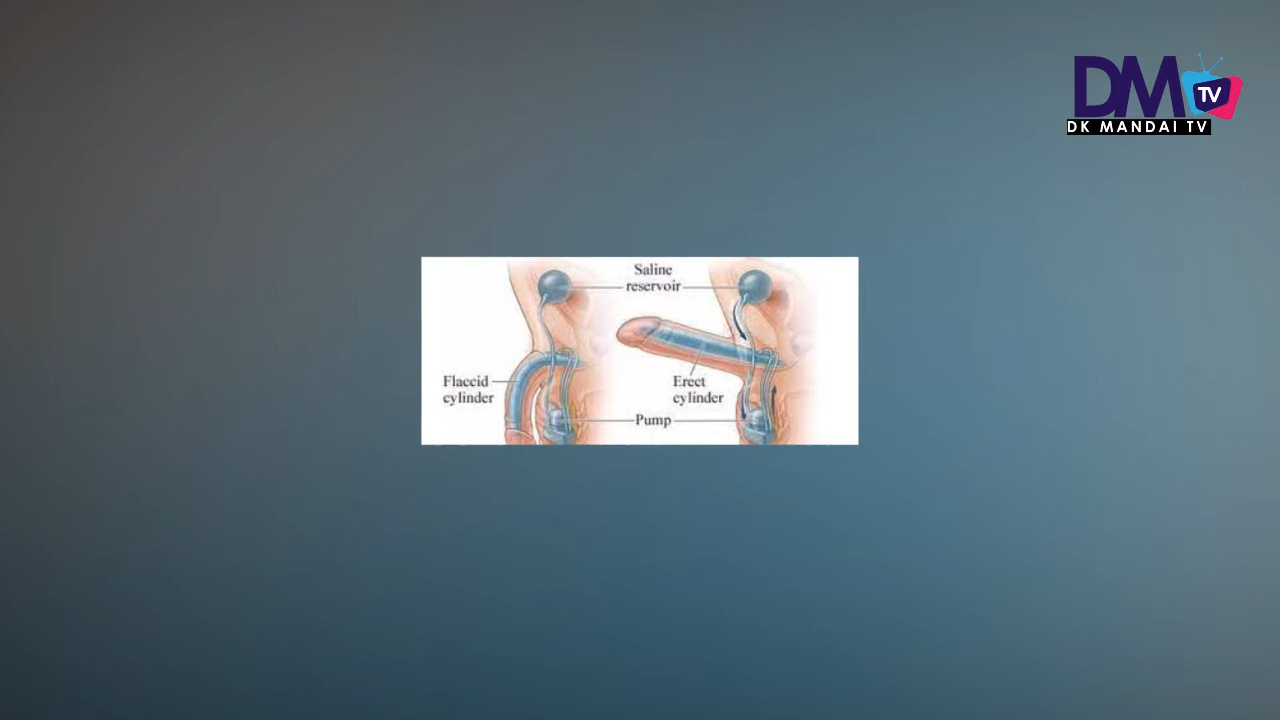 DM TV
DK MANDAI TV
Saline
reservoir
Flaccid
cylinder
Erect
cylinder
Pump